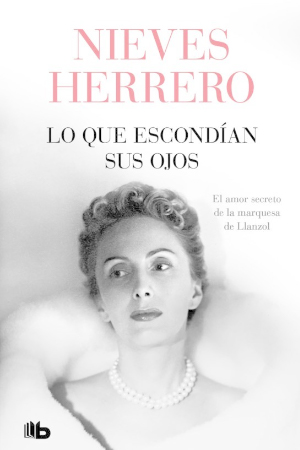 NIEVES
HERRERO
LO QUE ESCONDÍAN
SUS OJOS
El amor secreto
de la marquesa
de Llanzol
b